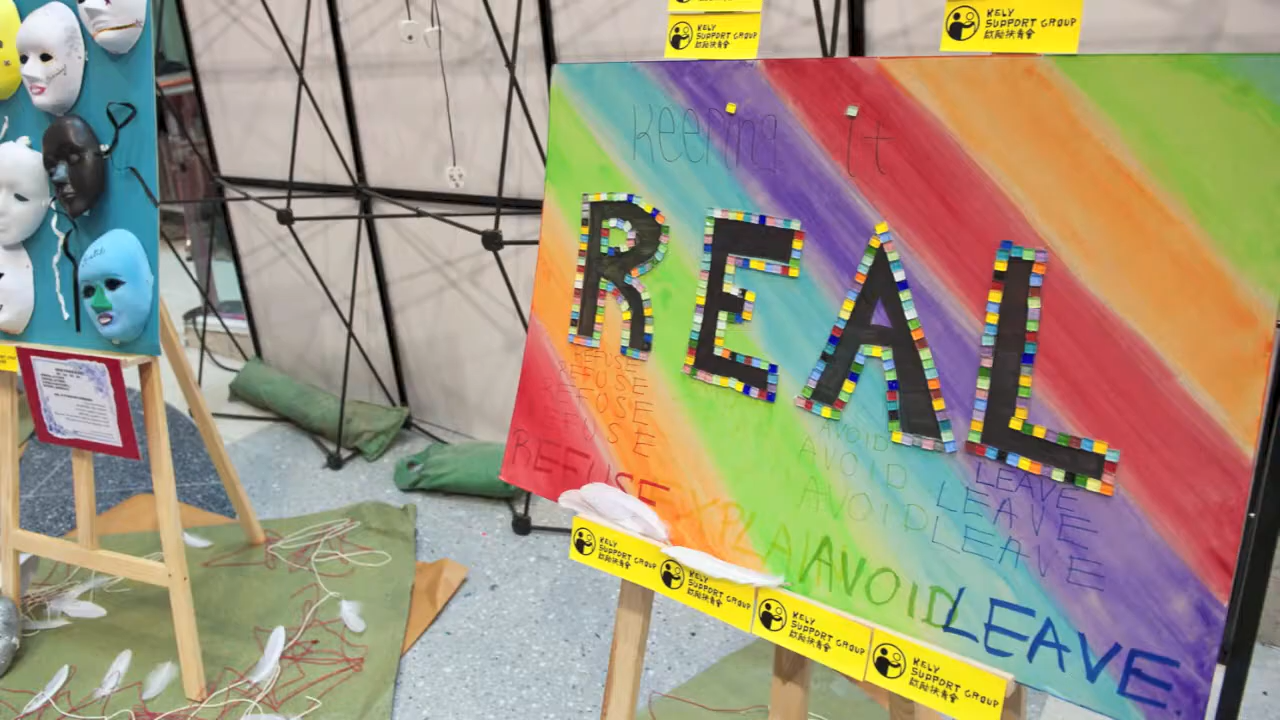 KELY
SUPPORT GROUP
啟勵扶青會
KELY
SUPPORT GROUP
啟勵扶青會
keeping it
REAL
REFUSE
REFUSE
REFUSE
REFUSE
EXPLAIN
AVOID
AVOID
AVOID
AVOID
LEAVE
LEAVE
LEAVE
LEAVE.
KELY
SUPPORT GROUP
啟勵扶青會
KELY
SUPPORT GROUP
啟勵扶青會
KELY
SUPPORT GROUP
啟勵扶青會
KELY
SUPPORT GROUP
啟勵扶青會